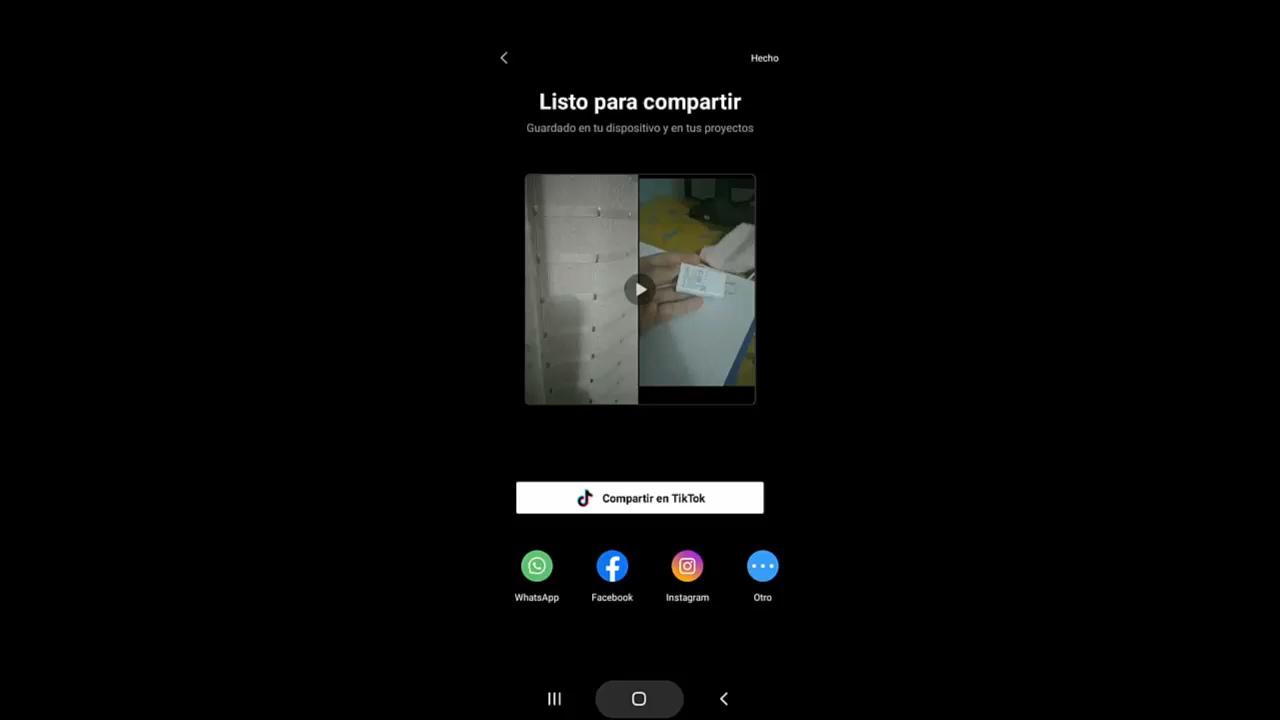 Hecho
Listo para compartir
Guardado en tu dispositivo y en tus proyectos
Compartir en TikTok
WhatsApp
Facebook
Instagram
Otro